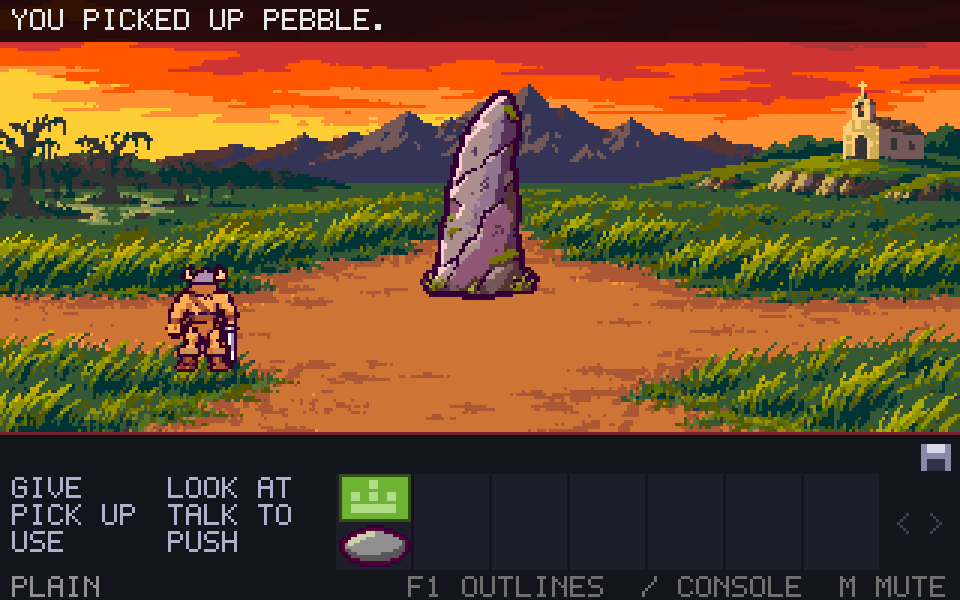 YOU PICKED UP PEBBLE.
GIVE LOOK AT
PICK UP TALK TO
USE PUSH
PLAIN F1 OUTLINES / CONSOLE M MUTE